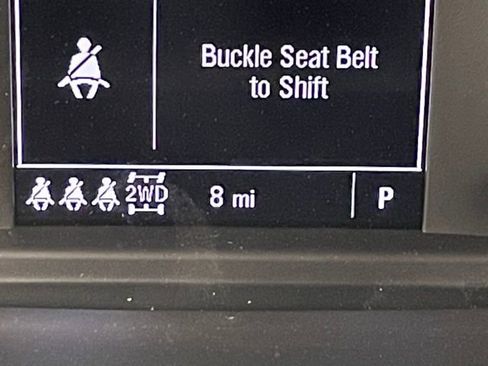 Buckle Seat Belt
to Shift
2WD 8 mi P